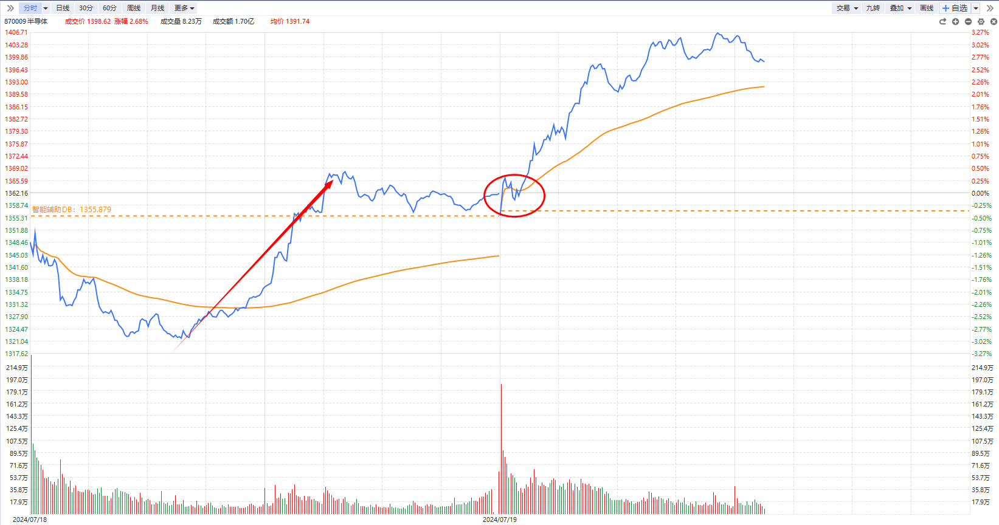 分时 日线 30分 60分 周线 月线 更多 交易 九转 叠加 画线 自选
870009 半导体 成交价 1398.62 涨幅 2.68% 成交量 8.23万 成交额 1.70亿 均价 1391.74
1406.71 3.27%
1403.28 3.02%
1399.86 2.77%
1396.43 2.52%
1393.00 2.26%
1389.58 2.01%
1386.15 1.76%
1382.72 1.51%
1379.30 1.26%
1375.87 1.01%
1372.44 0.75%
1369.02 0.50%
1365.59 0.25%
1362.16 0.00%
1358.74 -0.25%
智能辅助DB：1355.879
1355.31 -0.50%
1351.88 -0.75%
1348.46 -1.01%
1345.03 -1.26%
1341.60 -1.51%
1338.18 -1.76%
1334.75 -2.01%
1331.32 -2.26%
1327.90 -2.52%
1324.47 -2.77%
1321.04 -3.02%
1317.62 -3.27%
214.9万 214.9万
197.0万 197.0万
179.1万 179.1万
161.2万 161.2万
143.3万 143.3万
125.4万 125.4万
107.5万 107.5万
89.5万 89.5万
71.6万 71.6万
53.7万 53.7万
35.8万 35.8万
17.9万 17.9万
2024/07/18 2024/07/19